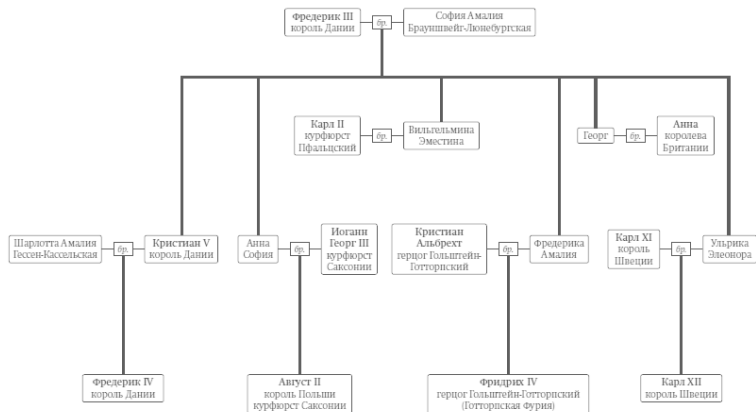 Фредерик III
король Дании
бр.
София Амалия
Брауншвейг-Люнебургская
Карл II
курфюрст
Пфальцский
бр.
Вильгельмина
Эместина
Георг
бр.
Анна
королева
Британии
Шарлотта Амалия
Гессен-Кассельская
бр.
Кристиан V
король Дании
Анна
София
бр.
Иоганн
Георг III
курфюрст
Саксонии
Кристиан
Альбрехт
герцог Гольштейн-
Готторпский
бр.
Фредерика
Амалия
Карл XI
король
Швеции
бр.
Ульрика
Элеонора
Фредерик IV
король Дании
Август II
король Польши
курфюрст Саксонии
Фридрих IV
герцог Гольштейн-Готторпский
(Готторпская Фурия)
Карл XII
король Швеции